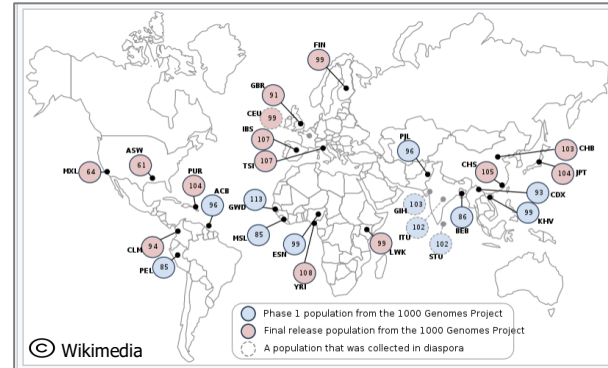 FIN
99
GBR
91
CEU
99
IBS
107
TSI
107
PJL
96
CHB
103
CHS
105
JPT
104
MXL
64
ASW
61
PUR
104
ACB
96
GWD
113
MSL
85
ESN
99
YRI
108
LWK
99
GIH
103
ITU
102
STU
102
BEB
86
CDX
93
KHV
99
CLM
94
PEL
85
Phase 1 population from the 1000 Genomes Project
Final release population from the 1000 Genomes Project
A population that was collected in diaspora
© Wikimedia